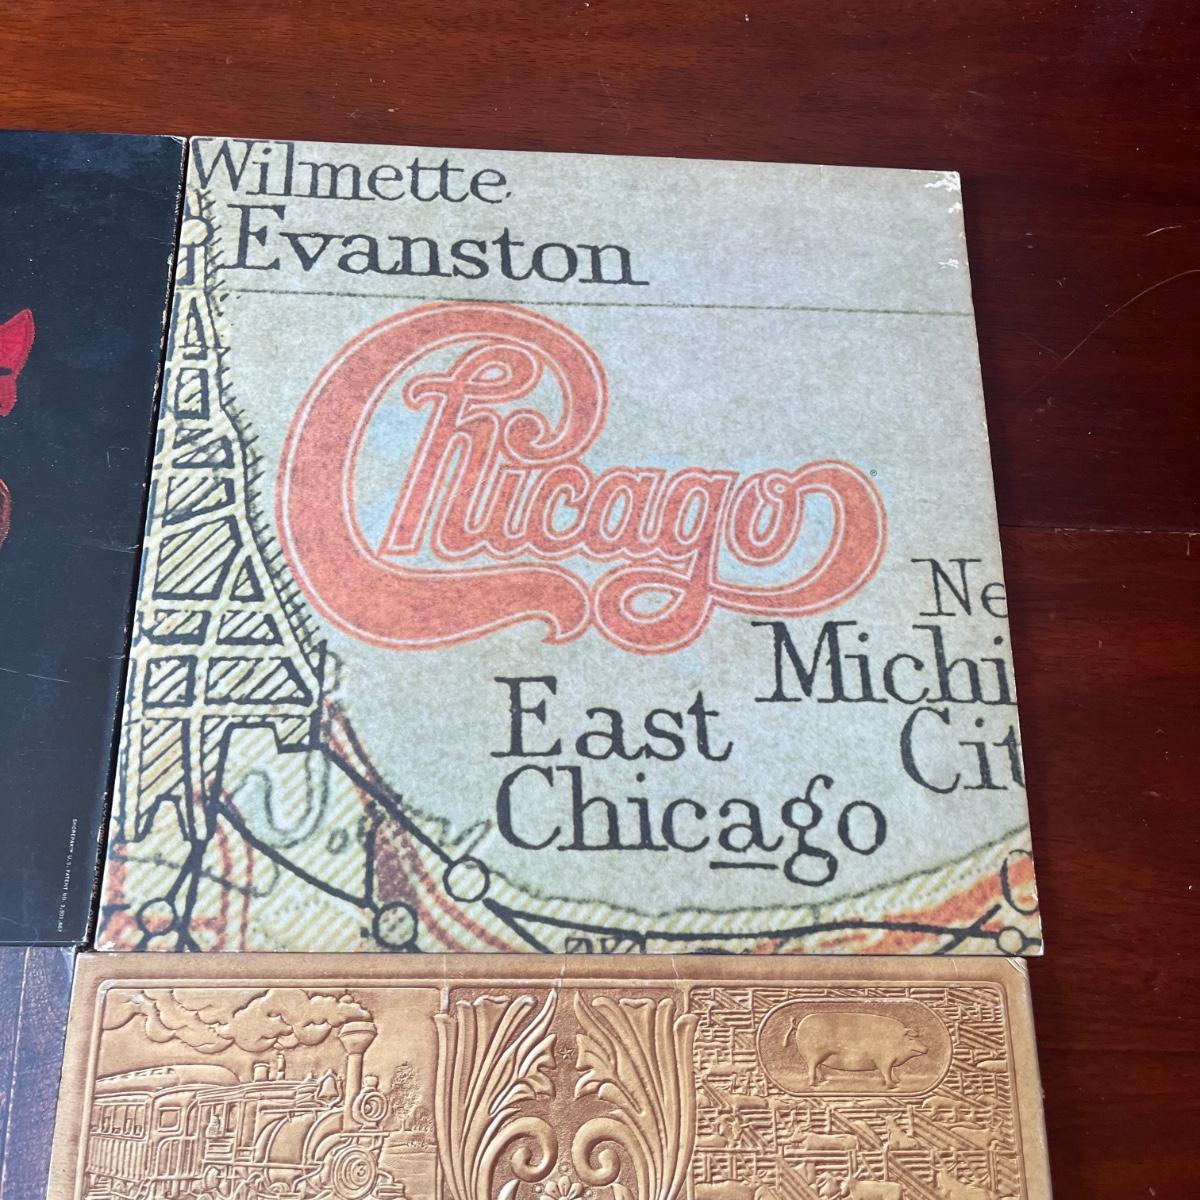 Wilmette
Evanston
Chicago
®
Ne
Michi
Cit
East
Chicago